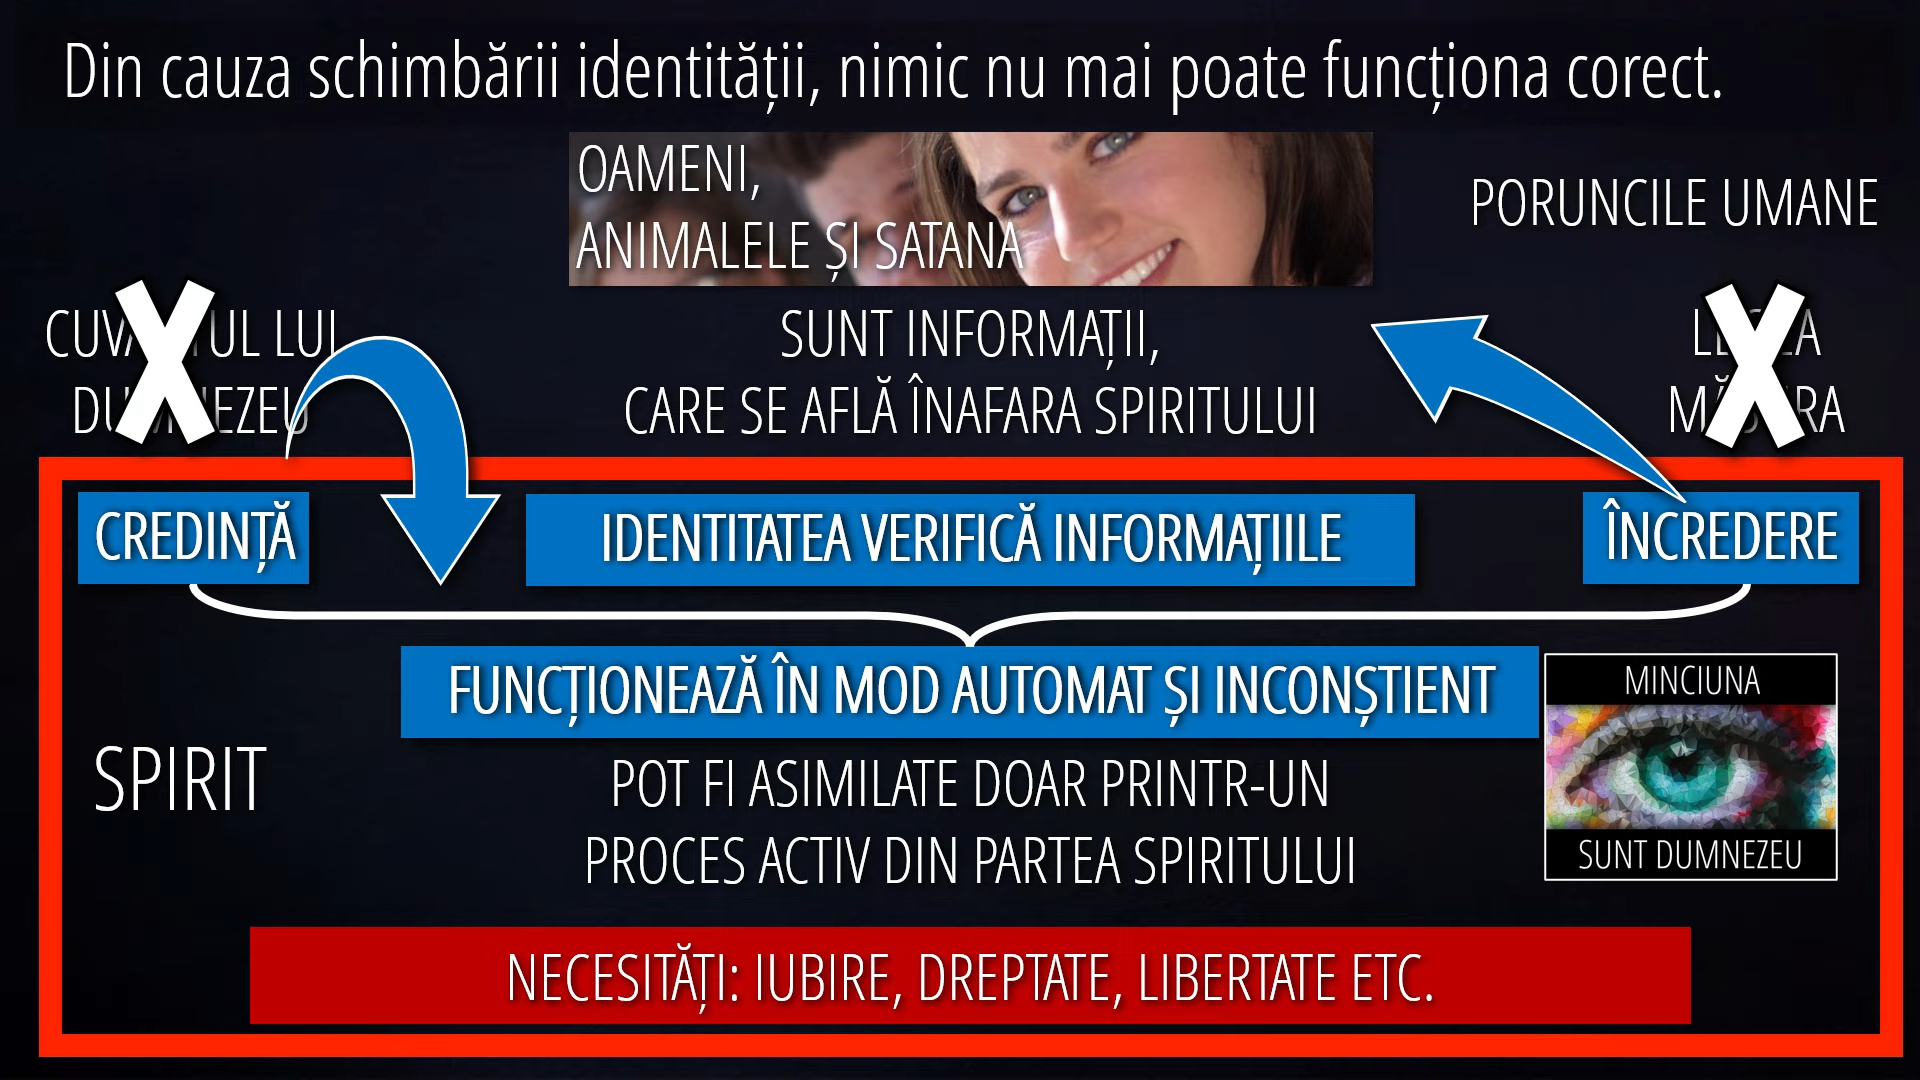 Din cauza schimbării identității, nimic nu mai poate funcționa corect.
OAMENI,
ANIMALELE ȘI SATANA
PORUNCILE UMANE
UL LUI
SUNT INFORMAȚII,
CARE SE AFLĂ ÎNAFARA SPIRITULUI
CREDINȚĂ
IDENTITATEA VERIFICĂ INFORMAȚIILE
ÎNCREDERE
FUNCȚIONEAZĂ ÎN MOD AUTOMAT ȘI INCONȘTIENT
MINCIUNA
SPIRIT
POT FI ASIMILATE DOAR PRINTR-UN
PROCES ACTIV DIN PARTEA SPIRITULUI
SUNT DUMNEZEU
NECESITĂȚI: IUBIRE, DREPTATE, LIBERTATE ETC.